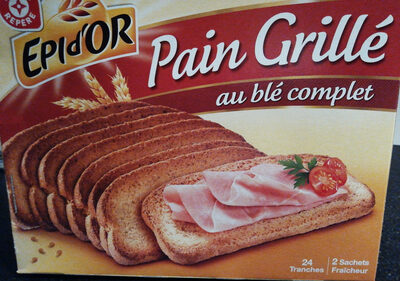 REPÈRE
EPI d'OR
Pain Grillé
au blé complet
24
Tranches
2 Sachets
Fraîcheur